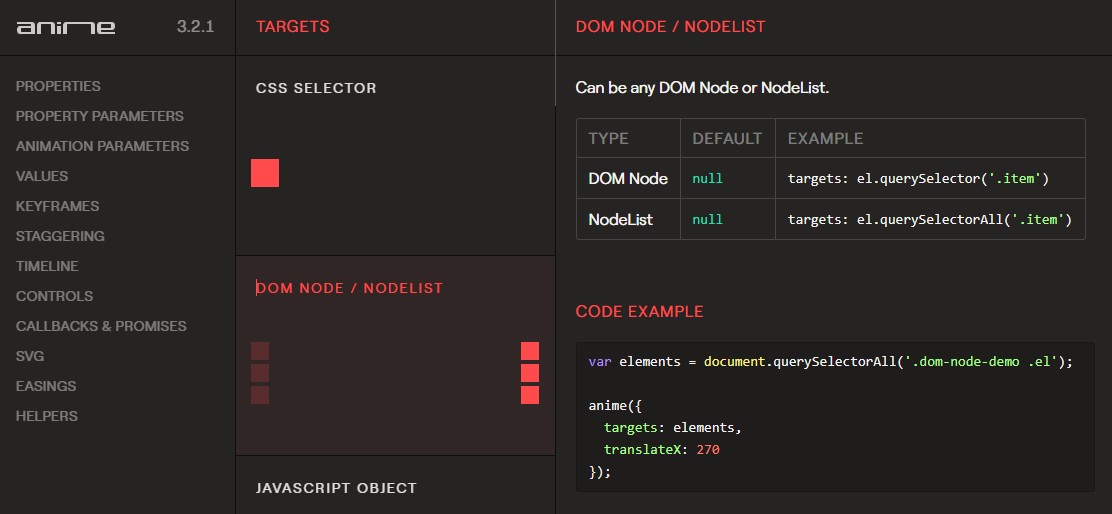 anime 3.2.1
PROPERTIES
PROPERTY PARAMETERS
ANIMATION PARAMETERS
VALUES
KEYFRAMES
STAGGERING
TIMELINE
CONTROLS
CALLBACKS & PROMISES
SVG
EASINGS
HELPERS
TARGETS
CSS SELECTOR
DOM NODE / NODELIST
JAVASCRIPT OBJECT
DOM NODE / NODELIST
Can be any DOM Node or NodeList.
TYPE DEFAULT EXAMPLE
DOM Node null targets: el.querySelector('.item')
NodeList null targets: el.querySelectorAll('.item')
CODE EXAMPLE
var elements = document.querySelectorAll('.dom-node-demo .el');
anime({
  targets: elements,
  translateX: 270
});